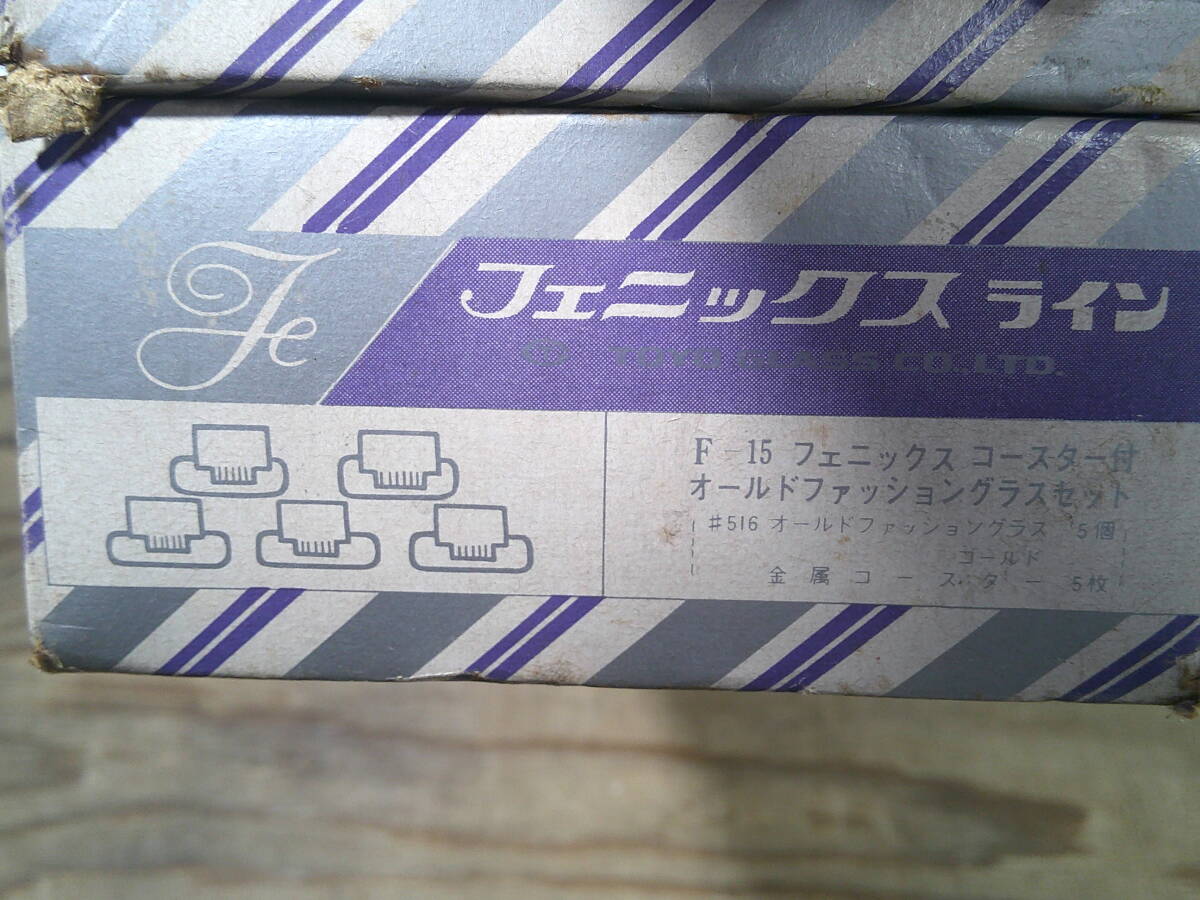 Fe
フェニックス ライン
TOYO GLASS CO.,LTD.
F-15 フェニックス コースター付
オールドファッショングラスセット
#516 オールドファッショングラス 5個
ゴールド
金属コースター 5枚